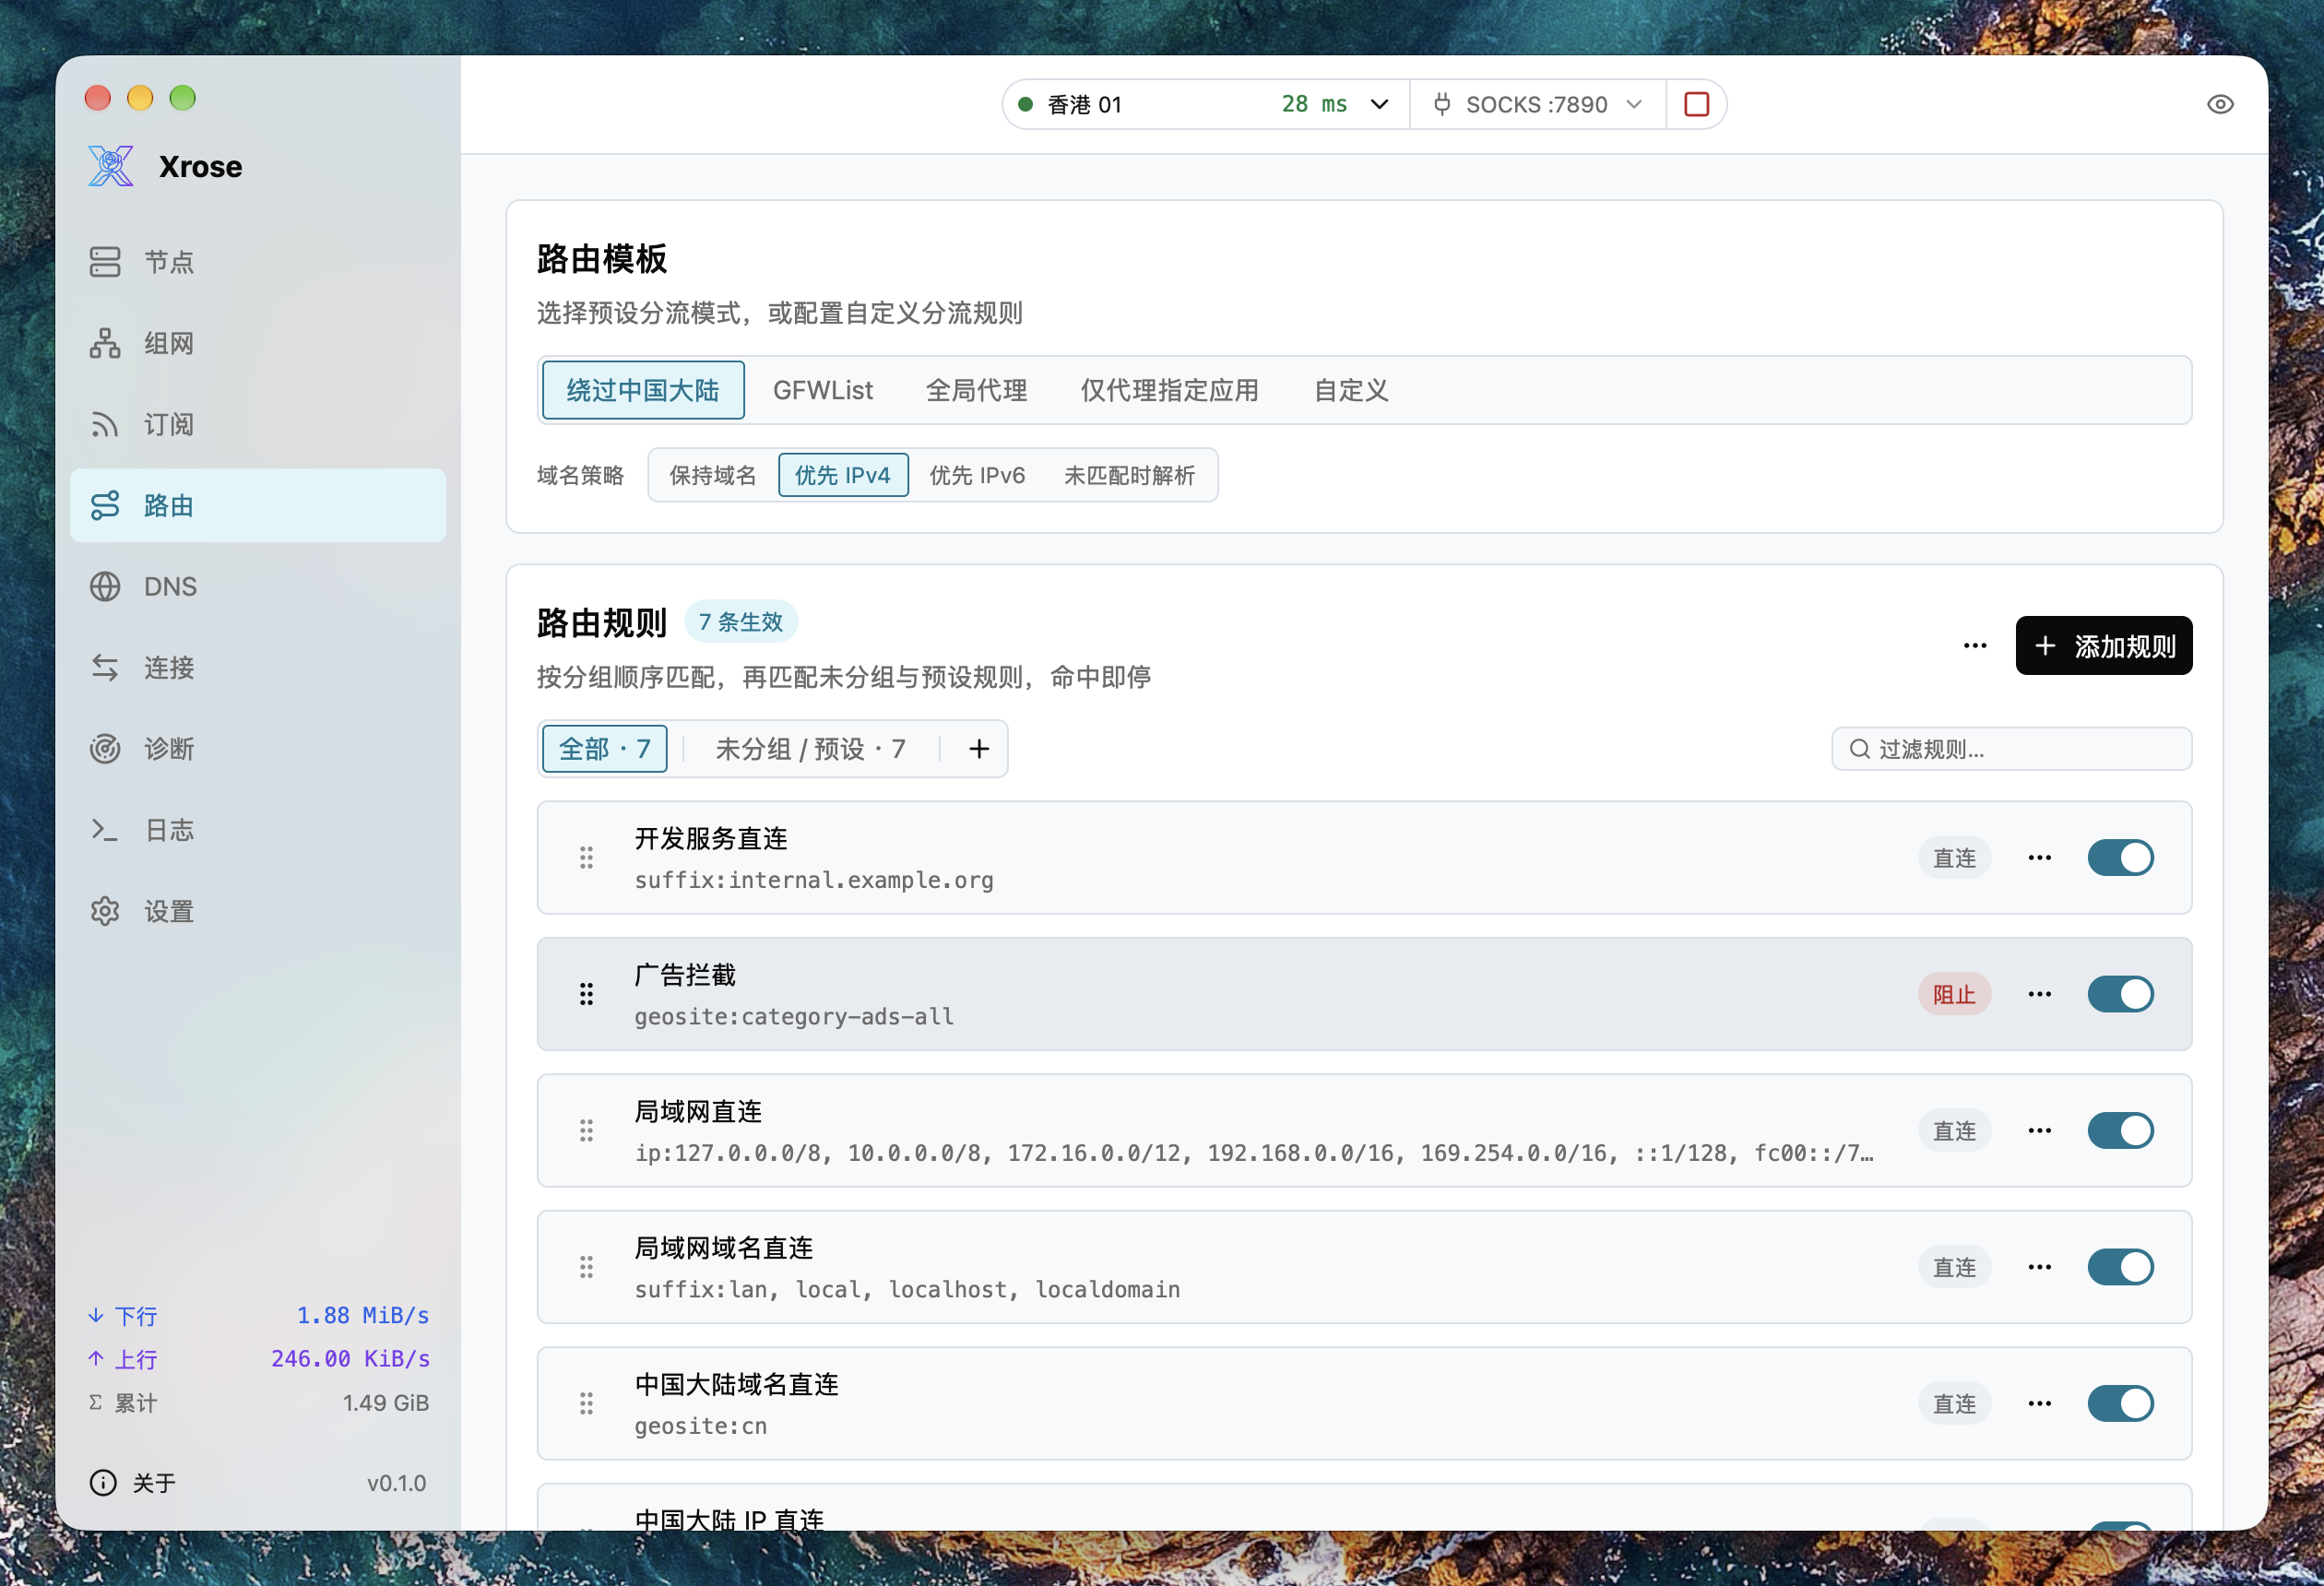 Xrose
节点
组网
订阅
路由
DNS
连接
诊断
日志
设置
下行 1.88 MiB/s
上行 246.00 KiB/s
Σ 累计 1.49 GiB
关于 v0.1.0
香港 01 28 ms SOCKS :7890
路由模板
选择预设分流模式，或配置自定义分流规则
绕过中国大陆 GFWList 全局代理 仅代理指定应用 自定义
域名策略 保持域名 优先 IPv4 优先 IPv6 未匹配时解析
路由规则 7 条生效
按分组顺序匹配，再匹配未分组与预设规则，命中即停
添加规则
全部 · 7 未分组 / 预设 · 7
过滤规则...
开发服务直连
suffix:internal.example.org
直连
广告拦截
geosite:category-ads-all
阻止
局域网直连
ip:127.0.0.0/8, 10.0.0.0/8, 172.16.0.0/12, 192.168.0.0/16, 169.254.0.0/16, ::1/128, fc00::/7…
直连
局域网域名直连
suffix:lan, local, localhost, localdomain
直连
中国大陆域名直连
geosite:cn
直连
中国大陆 IP 直连